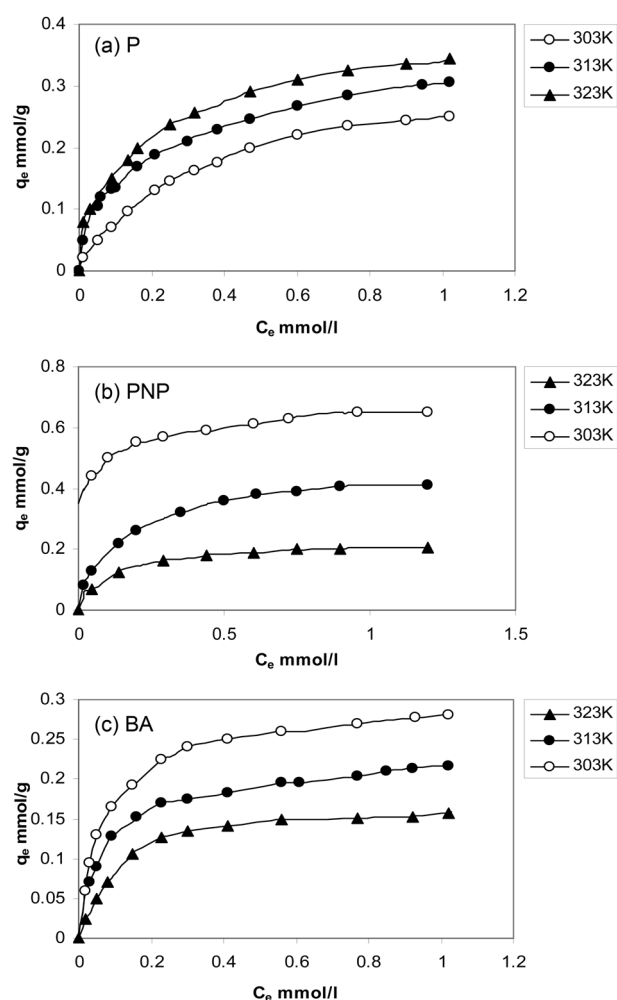 (a) P
303K
313K
323K
0.4
0.3
0.2
0.1
0
0 0.2 0.4 0.6 0.8 1 1.2
qe mmol/g
Ce mmol/l
(b) PNP
323K
313K
303K
0.8
0.6
0.4
0.2
0
0 0.5 1 1.5
qe mmol/g
Ce mmol/l
(c) BA
323K
313K
303K
0.3
0.25
0.2
0.15
0.1
0.05
0
0 0.2 0.4 0.6 0.8 1 1.2
qe mmol/g
Ce mmol/l